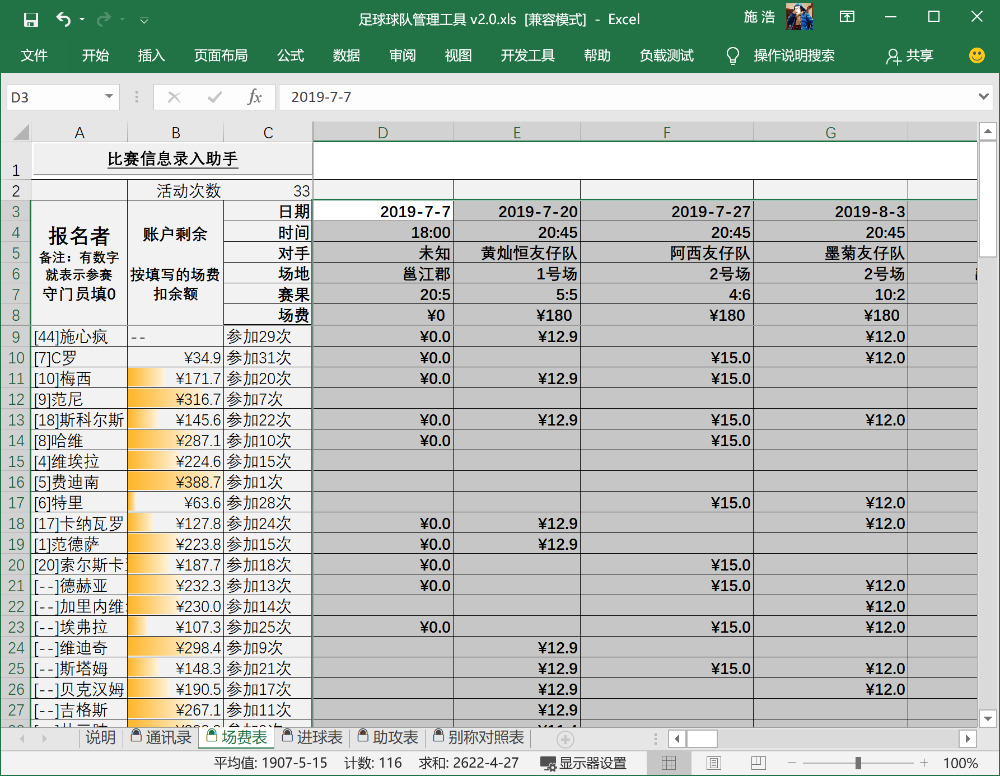 足球球队管理工具 v2.0.xls [兼容模式] - Excel
施 浩
文件 开始 插入 页面布局 公式 数据 审阅 视图 开发工具 帮助 负载测试 操作说明搜索 共享
D3 fx 2019-7-7
A B C D E F G
1 比赛信息录入助手
2 活动次数 33
3 日期 2019-7-7 2019-7-20 2019-7-27 2019-8-3
4 报名者 账户剩余 时间 18:00 20:45 20:45 20:45
5 备注：有数字 对手 未知 黄灿恒友仔队 阿西友仔队 墨菊友仔队
6 就表示参赛 按填写的场费 场地 邕江郡 1号场 2号场 2号场
7 守门员填0 扣余额 赛果 20:5 5:5 4:6 10:2
8 场费 ¥0 ¥180 ¥180 ¥180
9 [44]施心疯 -- 参加29次 ¥0.0 ¥12.9 ¥12.0
10 [7]C罗 ¥34.9 参加31次 ¥0.0 ¥15.0 ¥12.0
11 [10]梅西 ¥171.7 参加20次 ¥0.0 ¥12.9 ¥15.0
12 [9]范尼 ¥316.7 参加7次
13 [18]斯科尔斯 ¥145.6 参加22次 ¥0.0 ¥12.9 ¥15.0 ¥12.0
14 [8]哈维 ¥287.1 参加10次 ¥0.0 ¥15.0
15 [4]维埃拉 ¥224.6 参加15次
16 [5]费迪南 ¥388.7 参加1次
17 [6]特里 ¥63.6 参加28次 ¥15.0 ¥12.0
18 [17]卡纳瓦罗 ¥127.8 参加24次 ¥0.0 ¥12.9 ¥12.0
19 [1]范德萨 ¥223.8 参加15次 ¥0.0 ¥12.9
20 [20]索尔斯卡 ¥187.7 参加18次 ¥0.0 ¥15.0
21 [--]德赫亚 ¥232.3 参加13次 ¥0.0 ¥15.0 ¥12.0
22 [--]加里内维 ¥230.0 参加14次 ¥12.0
23 [--]埃弗拉 ¥107.3 参加25次 ¥0.0 ¥15.0 ¥12.0
24 [--]维迪奇 ¥298.4 参加9次 ¥12.9
25 [--]斯塔姆 ¥148.3 参加21次 ¥12.9 ¥15.0 ¥12.0
26 [--]贝克汉姆 ¥190.5 参加17次 ¥12.9 ¥12.0
27 [--]吉格斯 ¥267.1 参加11次 ¥12.9
说明 通讯录 场费表 进球表 助攻表 别称对照表
平均值: 1907-5-15 计数: 116 求和: 2622-4-27 显示器设置 100%